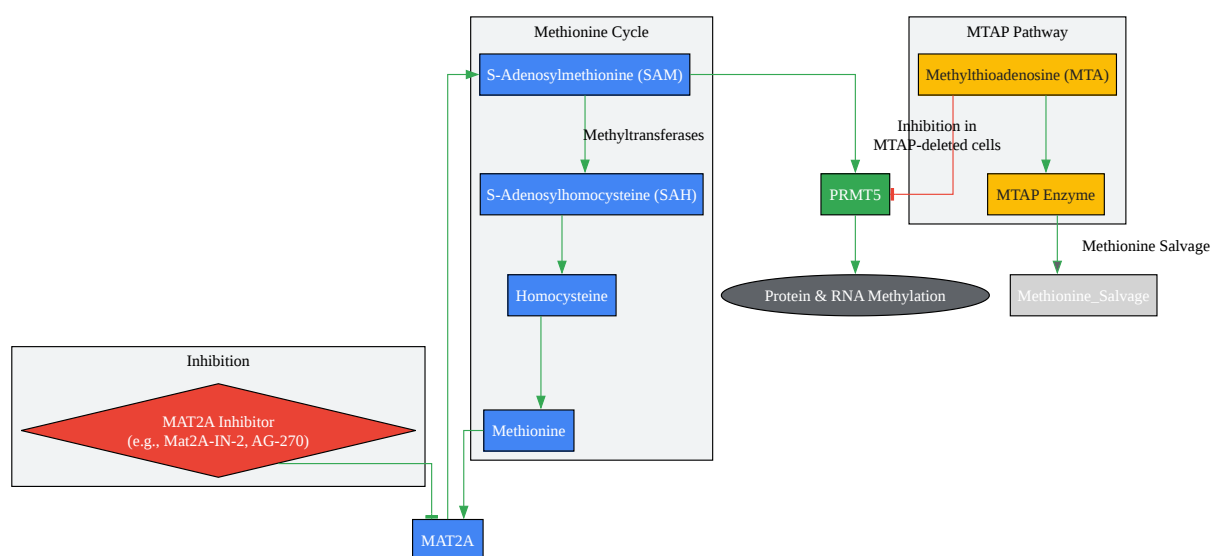 Methionine Cycle
S-Adenosylmethionine (SAM)
Methyltransferases
S-Adenosylhomocysteine (SAH)
Homocysteine
Methionine
MTAP Pathway
Methylthioadenosine (MTA)
Inhibition in
MTAP-deleted cells
PRMT5
MTAP Enzyme
Methionine Salvage
Protein & RNA Methylation
Methionine_Salvage
Inhibition
MAT2A Inhibitor
(e.g., Mat2A-IN-2, AG-270)
MAT2A